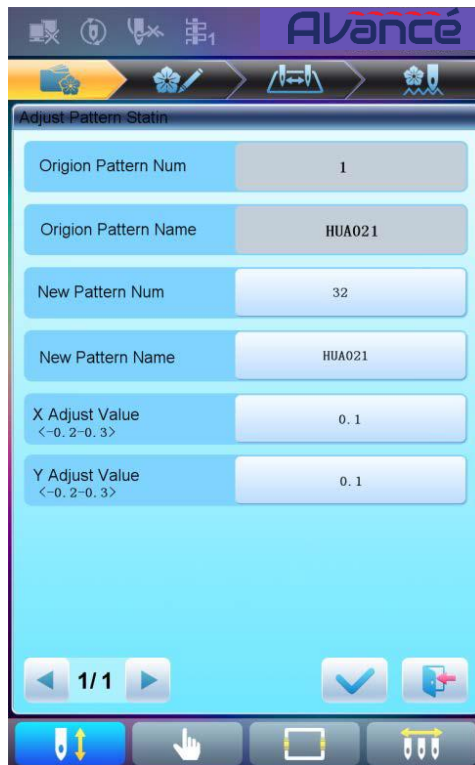 1
Avancé
Adjust Pattern Statin
Origion Pattern Num
1
Origion Pattern Name
HUA021
New Pattern Num
32
New Pattern Name
HUA021
X Adjust Value
<-0.2-0.3>
0.1
Y Adjust Value
<-0.2-0.3>
0.1
1/1